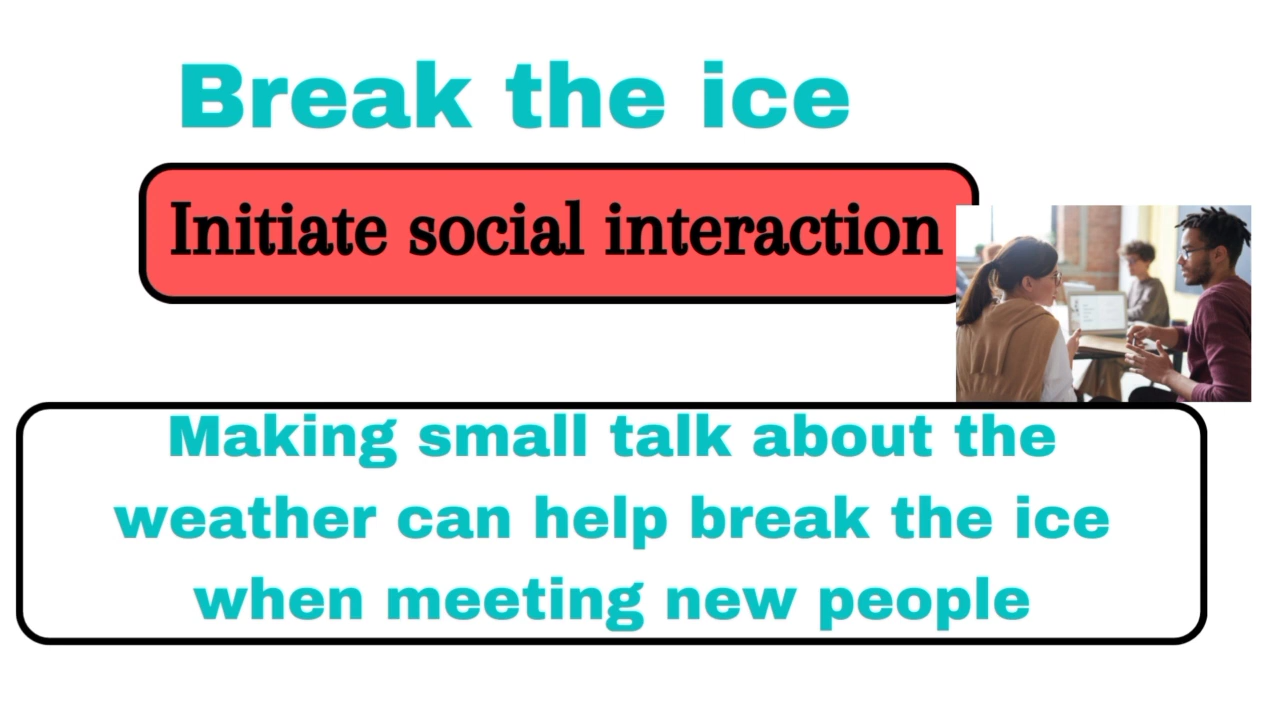 Break the ice
Initiate social interaction
Making small talk about the
weather can help break the ice
when meeting new people